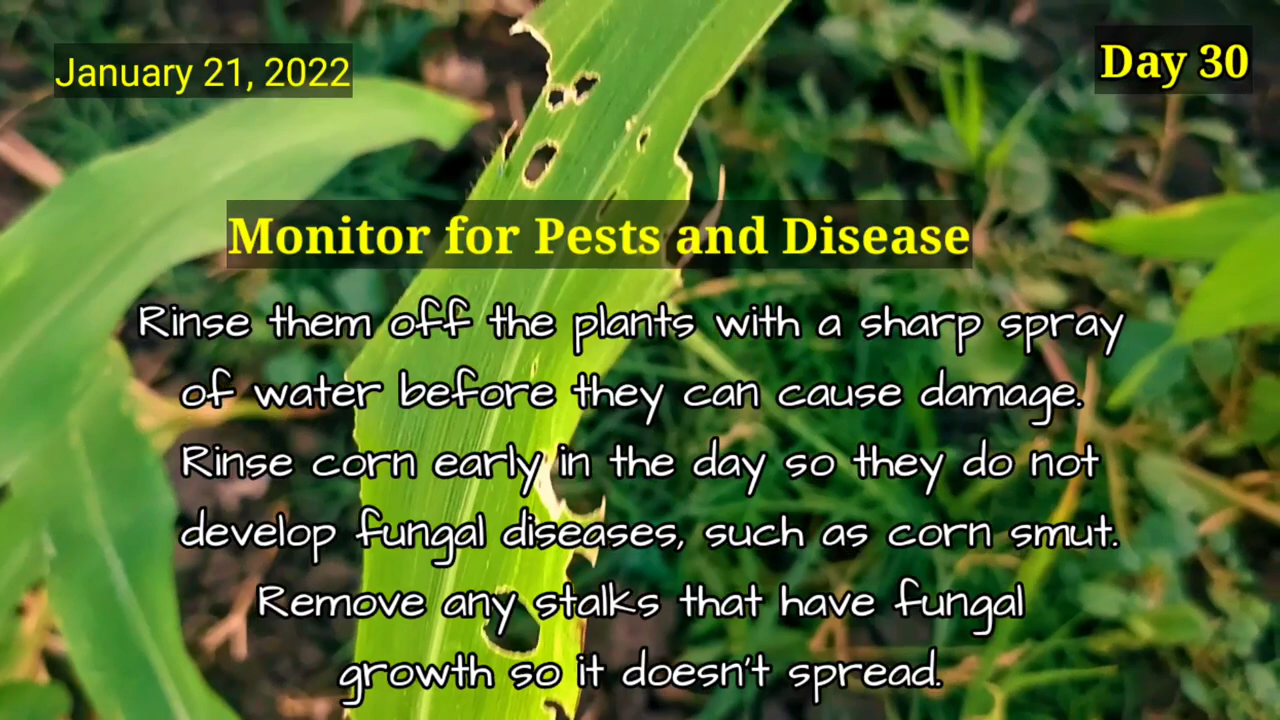 January 21, 2022
Day 30
Monitor for Pests and Disease
Rinse them off the plants with a sharp spray
of water before they can cause damage.
Rinse corn early in the day so they do not
develop fungal diseases, such as corn smut.
Remove any stalks that have fungal
growth so it doesn't spread.